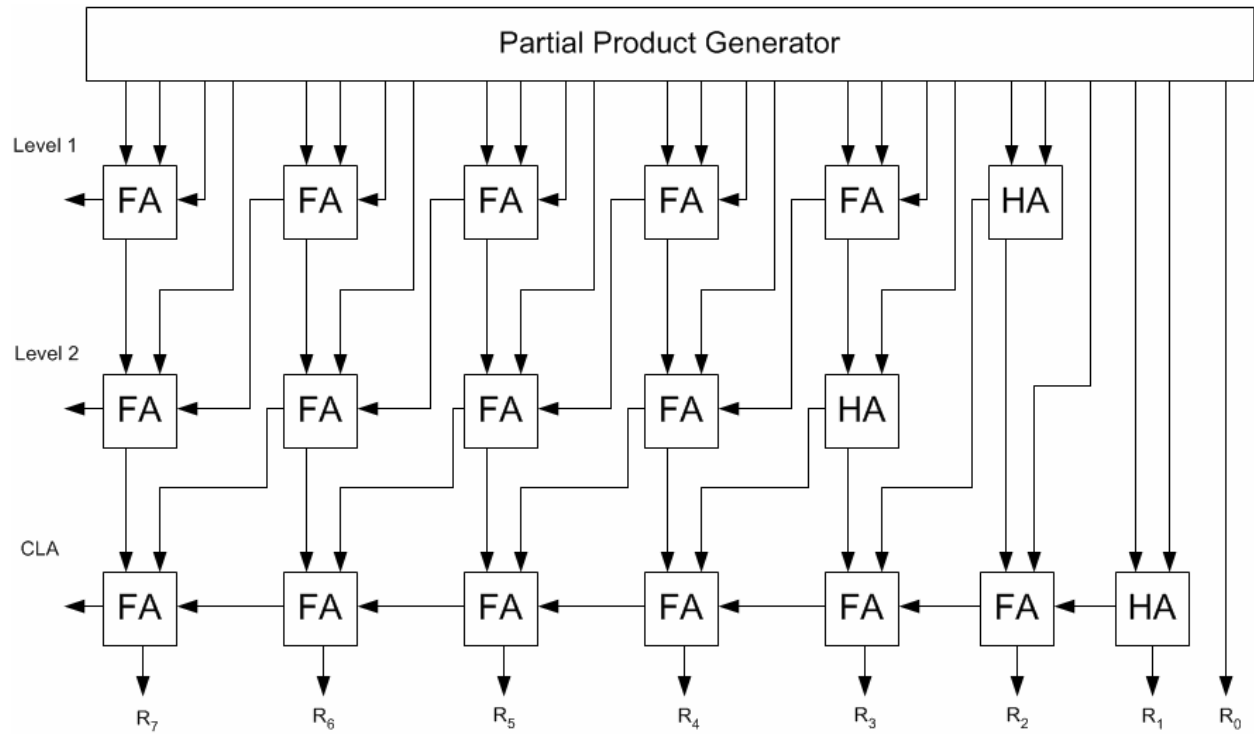 Partial Product Generator
Level 1
FA FA FA FA FA HA
Level 2
FA FA FA FA HA
CLA
FA FA FA FA FA FA HA
R₇ R₆ R₅ R₄ R₃ R₂ R₁ R₀